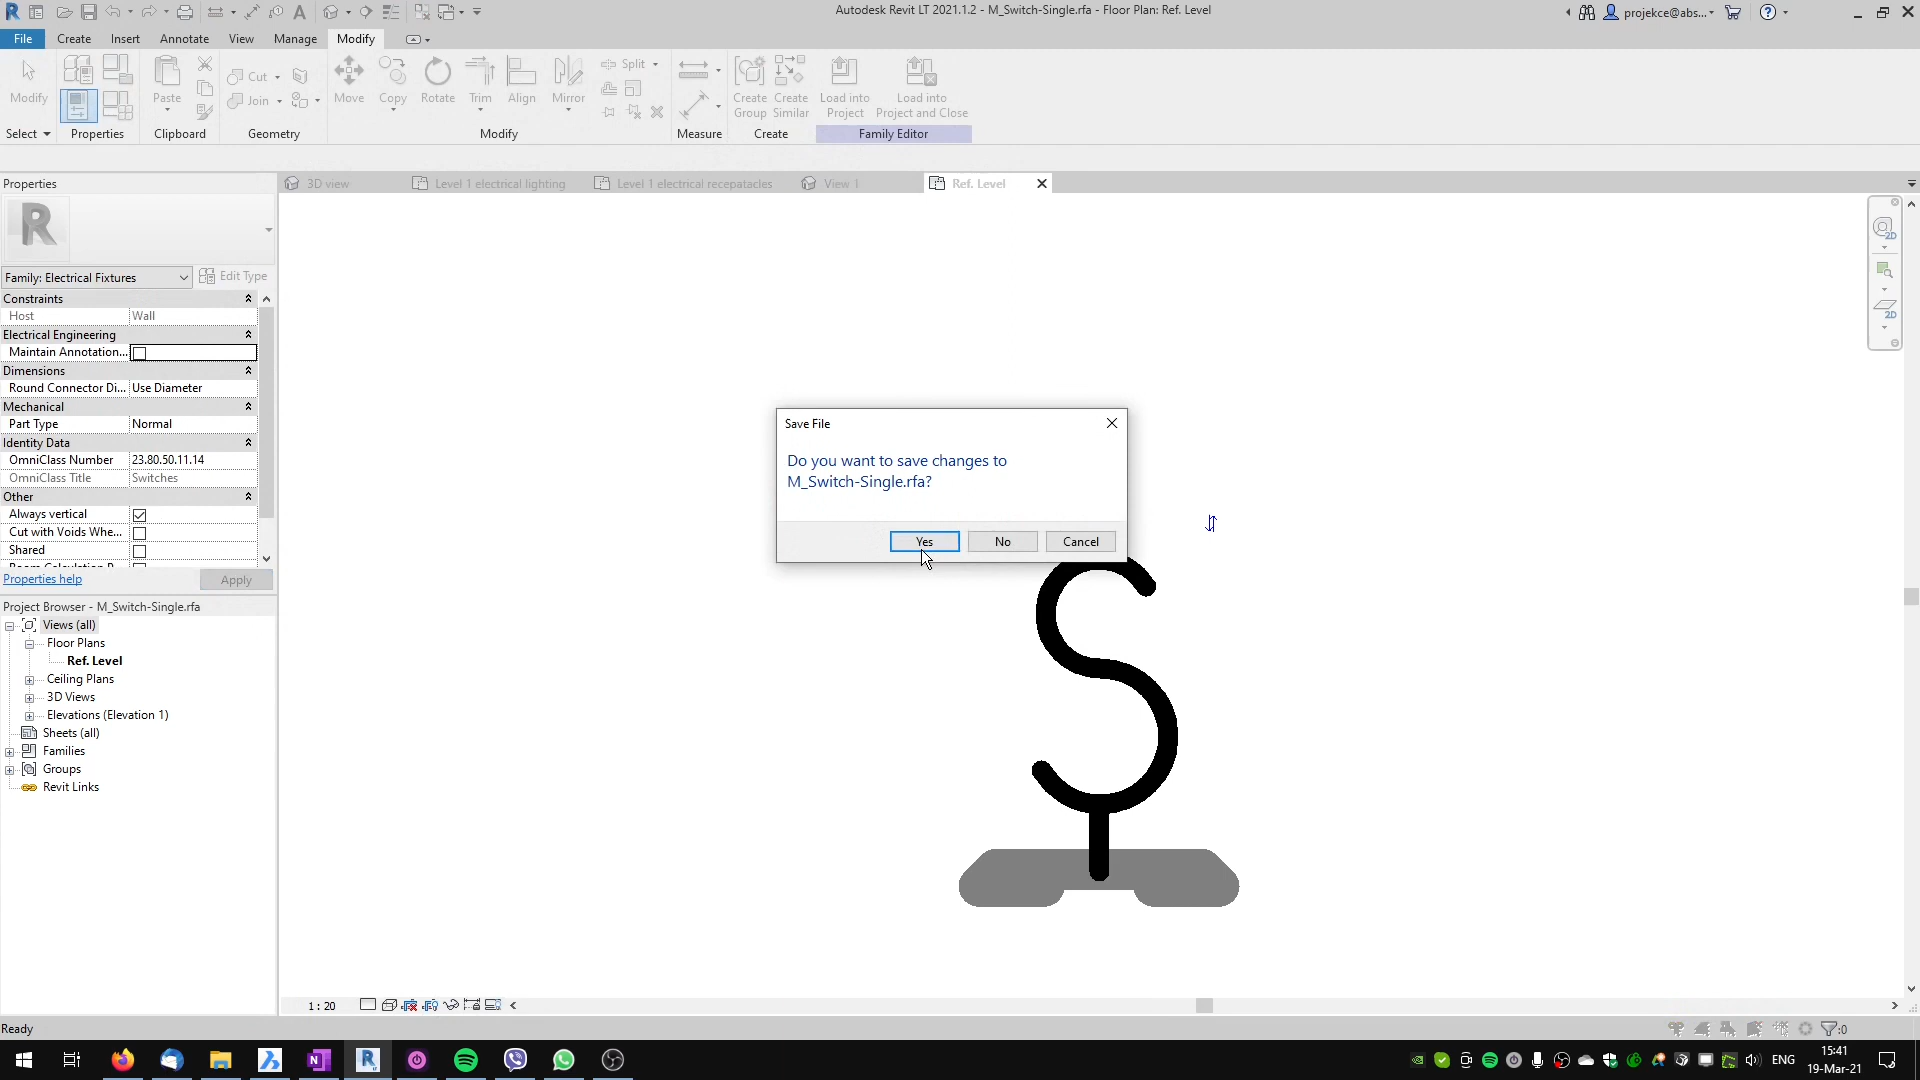 Autodesk Revit LT 2021.1.2 - M_Switch-Single.rfa - Floor Plan: Ref. Level
projekce@abs...
File
Create
Insert
Annotate
View
Manage
Modify
Modify
Paste
Cut
Join
Move
Copy
Rotate
Trim
Align
Mirror
Split
Create
Group
Create
Similar
Load into
Project
Load into
Project and Close
Select
Properties
Clipboard
Geometry
Modify
Measure
Create
Family Editor
Properties
3D view
Level 1 electrical lighting
Level 1 electrical recepatacles
View 1
Ref. Level
R
2D
2D
Family: Electrical Fixtures
Edit Type
Constraints
Host Wall
Electrical Engineering
Maintain Annotation...
Dimensions
Round Connector Di... Use Diameter
Mechanical
Part Type Normal
Identity Data
OmniClass Number 23.80.50.11.14
OmniClass Title Switches
Other
Always vertical
Cut with Voids Whe...
Shared
Properties help
Apply
Project Browser - M_Switch-Single.rfa
Views (all)
Floor Plans
Ref. Level
Ceiling Plans
3D Views
Elevations (Elevation 1)
Sheets (all)
Families
Groups
Revit Links
Save File
Do you want to save changes to
M_Switch-Single.rfa?
Yes
No
Cancel
S
1 : 20
Ready
:0
ENG
15:41
19-Mar-21